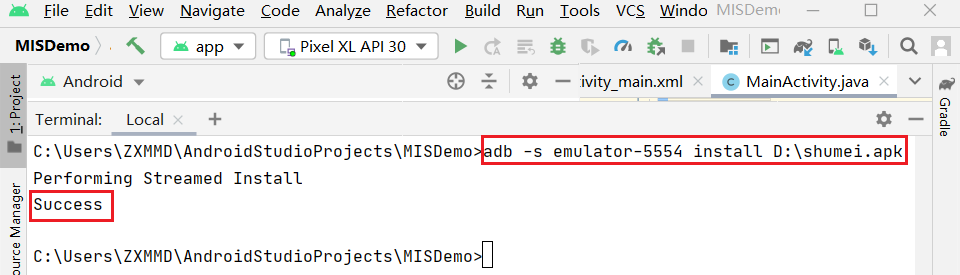 File Edit View Navigate Code Analyze Refactor Build Run Tools VCS Windo MISDemo
MISDemo app Pixel XL API 30
1: Project
Android
tivity_main.xml MainActivity.java
Gradle
Terminal: Local
C:\Users\ZXMMD\AndroidStudioProjects\MISDemo>adb -s emulator-5554 install D:\shumei.apk
Performing Streamed Install
Success
ource Manager
C:\Users\ZXMMD\AndroidStudioProjects\MISDemo>